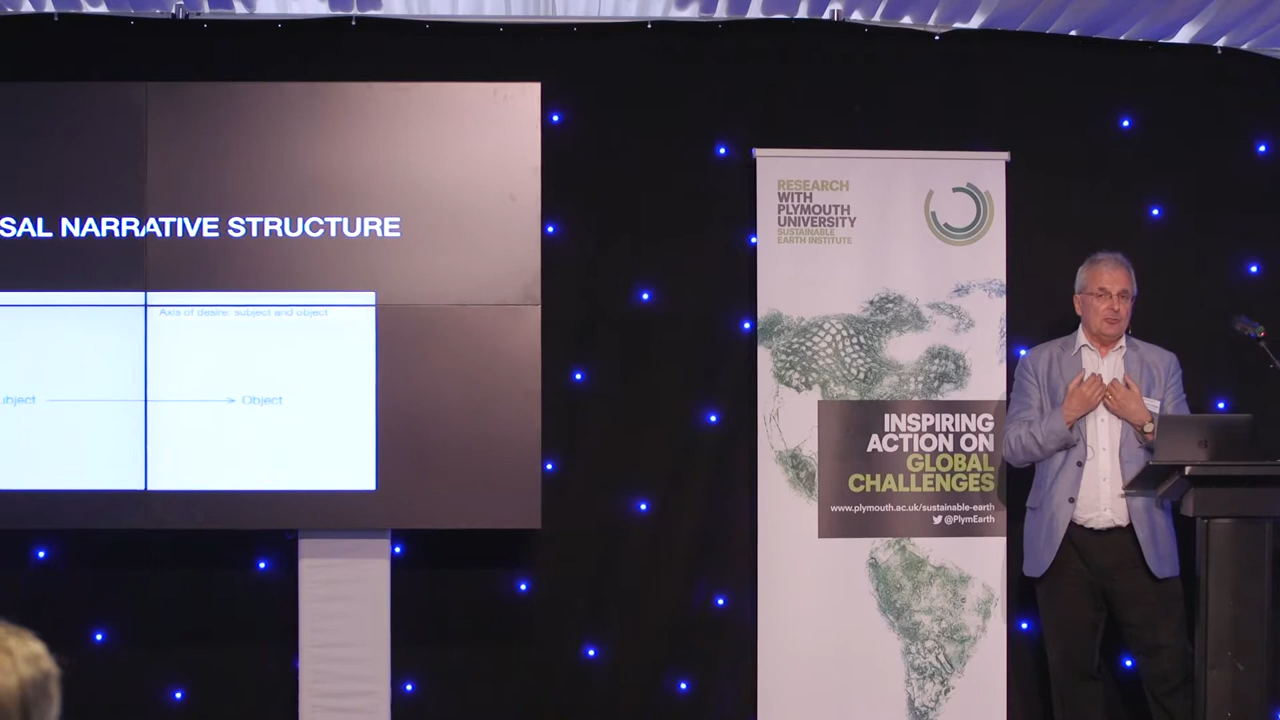 SAL NARRATIVE STRUCTURE
Axis of desire: subject and object
ubject
Object
RESEARCH
WITH
PLYMOUTH
UNIVERSITY
SUSTAINABLE
EARTH INSTITUTE
INSPIRING
ACTION ON
GLOBAL
CHALLENGES
www.plymouth.ac.uk/sustainable-earth
@PlymEarth